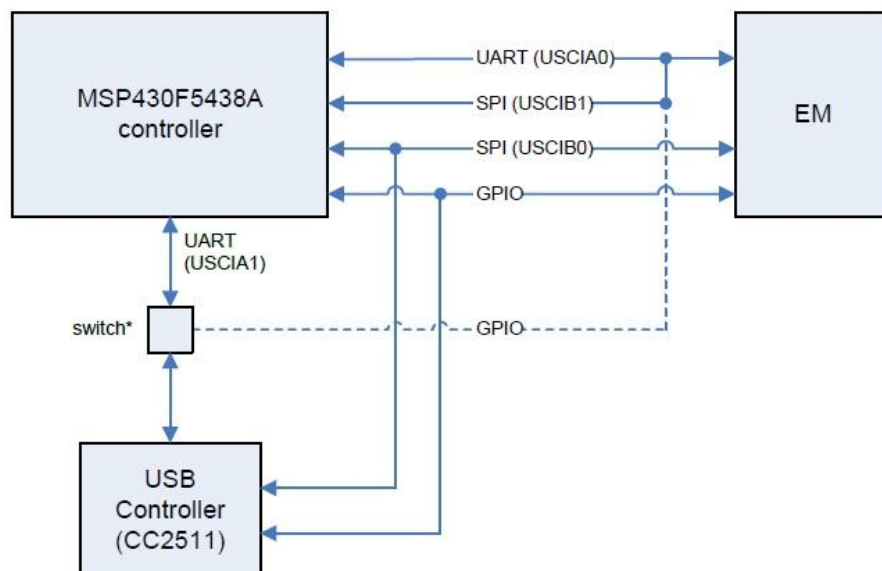 MSP430F5438A
controller
UART (USCIA0)
SPI (USCIB1)
SPI (USCIB0)
GPIO
EM
UART
(USCIA1)
switch*
GPIO
USB
Controller
(CC2511)